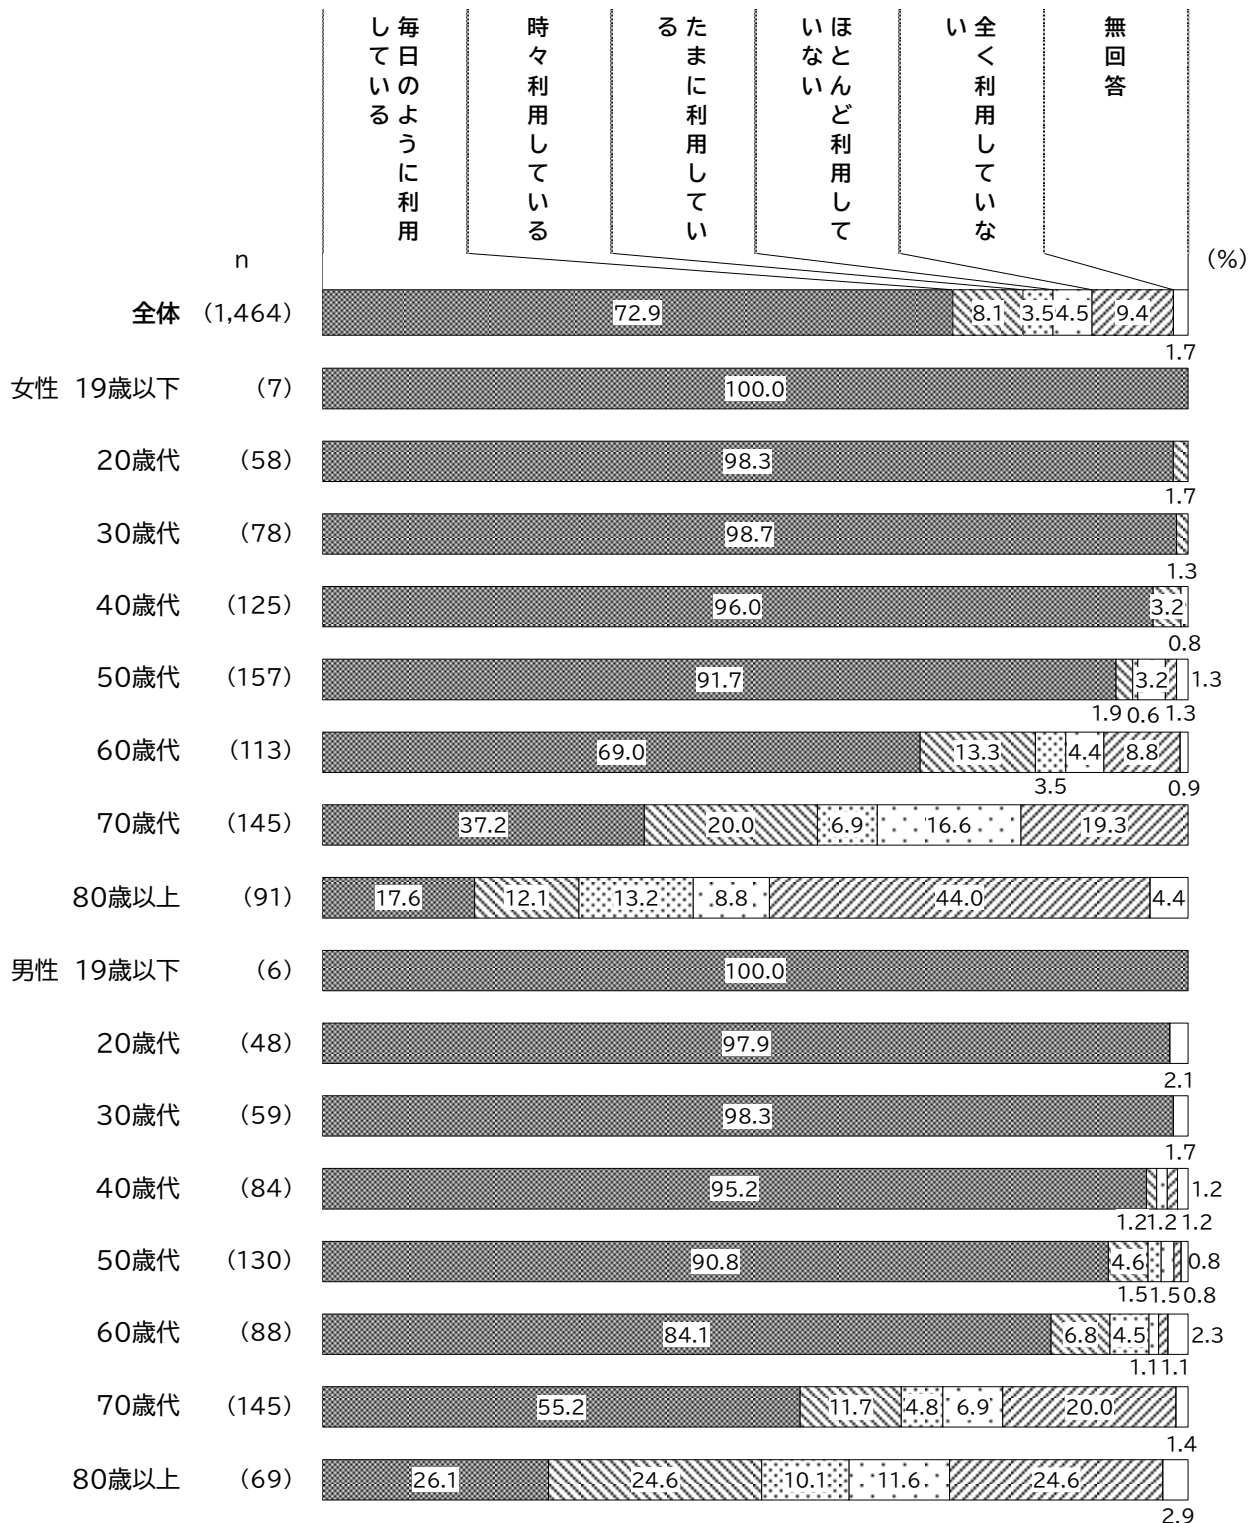 毎日のように利用
している
時々利用している
たまに利用してい
る
ほとんど利用して
いない
全く利用していな
い
無回答
n
(%)
全体 (1,464) 72.9 8.1 3.5 4.5 9.4
1.7
女性 19歳以下 (7) 100.0
20歳代 (58) 98.3
1.7
30歳代 (78) 98.7
1.3
40歳代 (125) 96.0 3.2
0.8
50歳代 (157) 91.7 3.2 1.3
1.9 0.6 1.3
60歳代 (113) 69.0 13.3 4.4 8.8
3.5 0.9
70歳代 (145) 37.2 20.0 6.9 16.6 19.3
80歳以上 (91) 17.6 12.1 13.2 8.8 44.0 4.4
男性 19歳以下 (6) 100.0
20歳代 (48) 97.9
2.1
30歳代 (59) 98.3
1.7
40歳代 (84) 95.2 1.2
1.2 1.2 1.2
50歳代 (130) 90.8 4.6 0.8
1.5 1.5 0.8
60歳代 (88) 84.1 6.8 4.5 2.3
1.1 1.1
70歳代 (145) 55.2 11.7 4.8 6.9 20.0
1.4
80歳以上 (69) 26.1 24.6 10.1 11.6 24.6
2.9